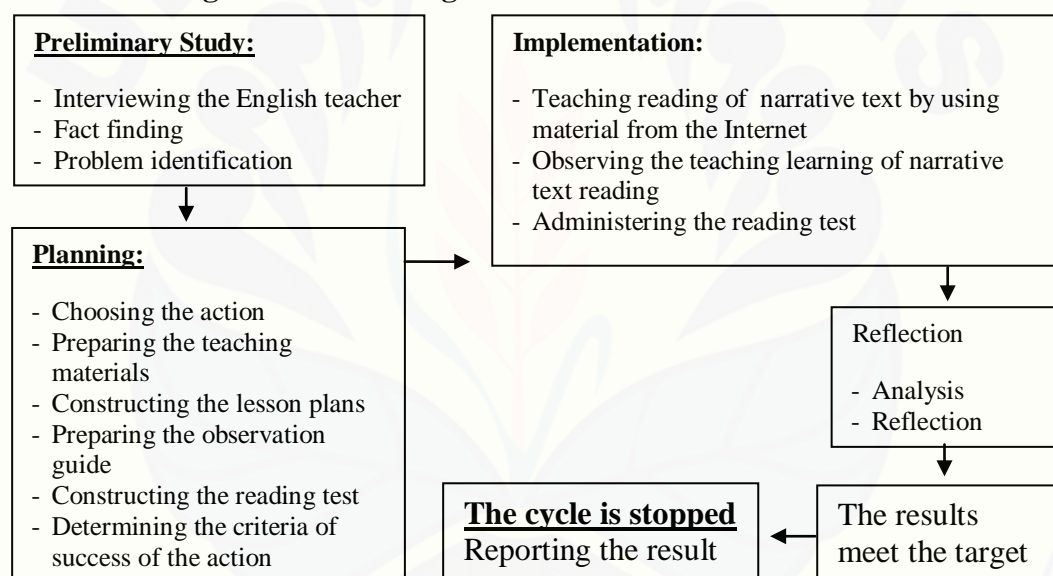 Preliminary Study:
- Interviewing the English teacher
- Fact finding
- Problem identification
Planning:
- Choosing the action
- Preparing the teaching
materials
- Constructing the lesson plans
- Preparing the observation
guide
- Constructing the reading test
- Determining the criteria of
success of the action
Implementation:
- Teaching reading of narrative text by using
material from the Internet
- Observing the teaching learning of narrative
text reading
- Administering the reading test
Reflection
- Analysis
- Reflection
The results
meet the target
The cycle is stopped
Reporting the result